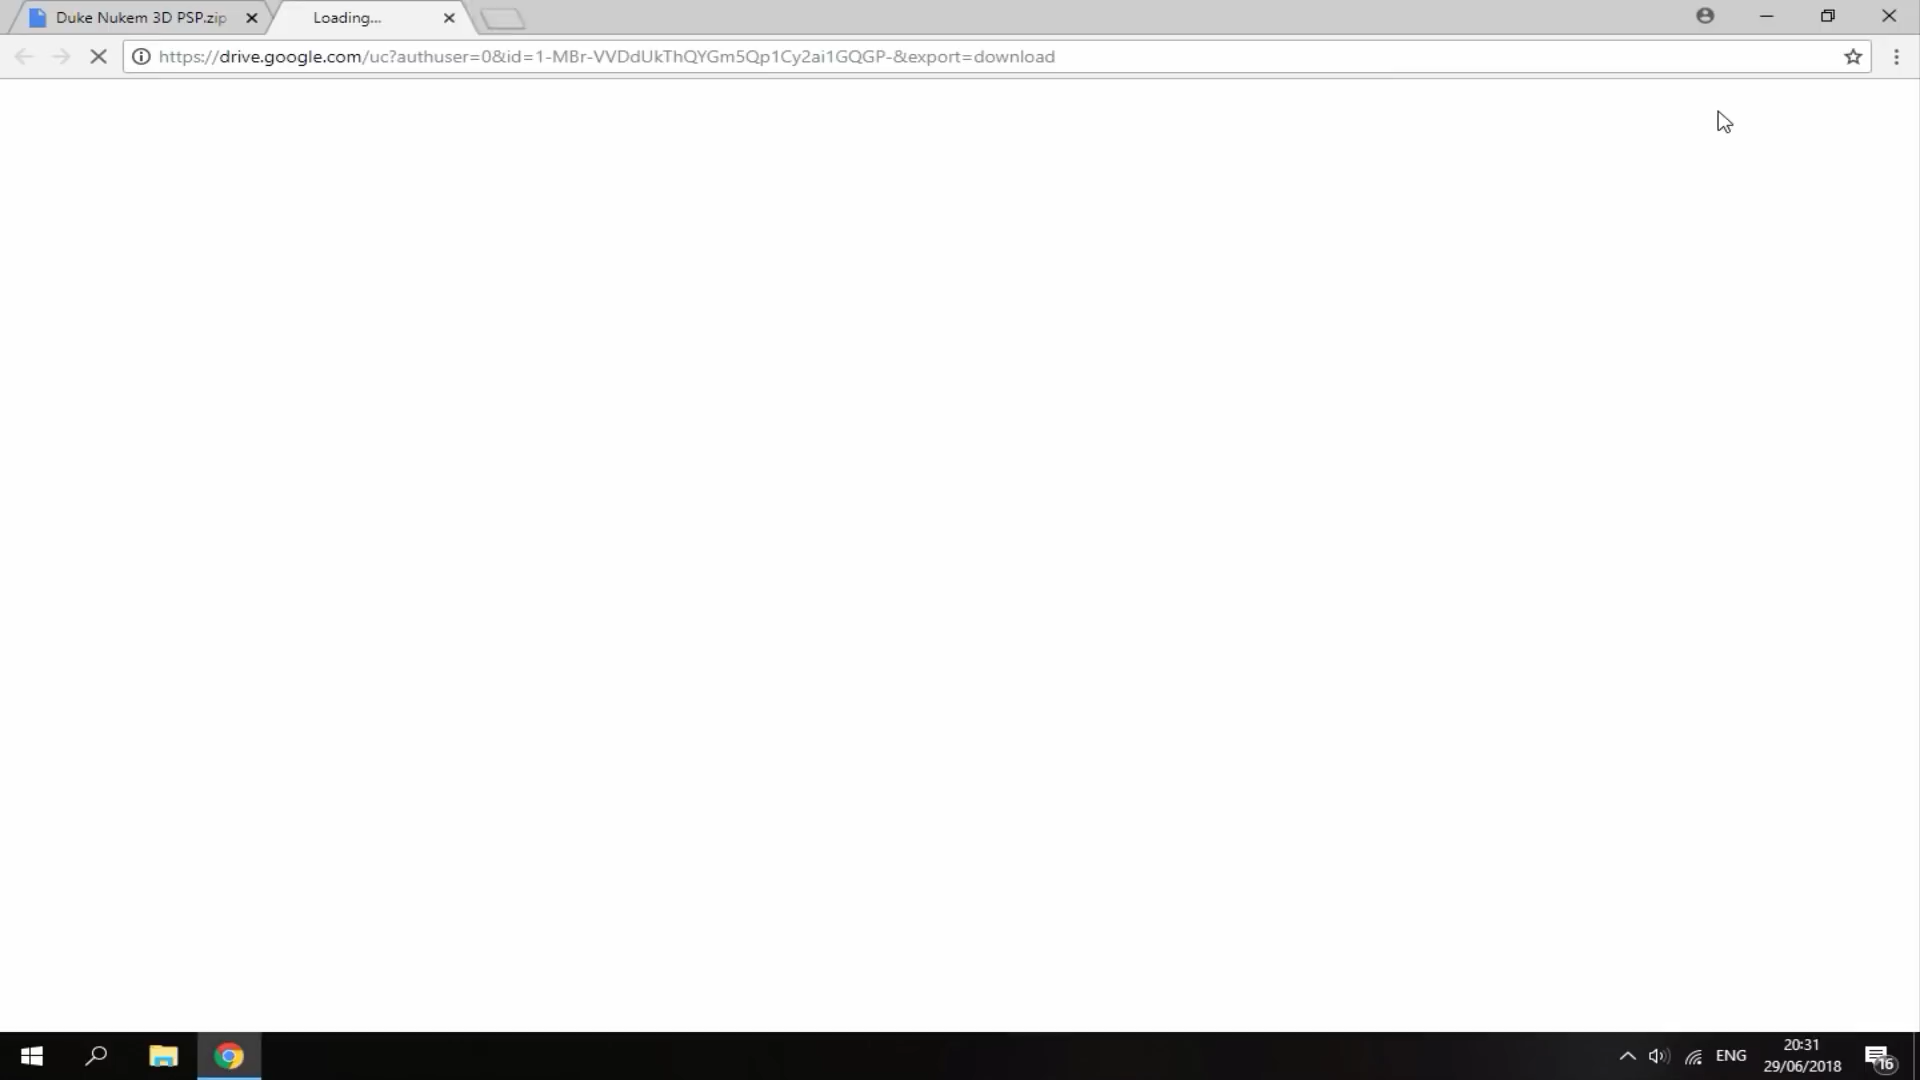 Duke Nukem 3D PSP.zip
Loading...
https://drive.google.com/uc?authuser=0&id=1-MBr-VVDdUkThQYGm5Qp1Cy2ai1GQGP-&export=download
ENG
20:31
29/06/2018
16